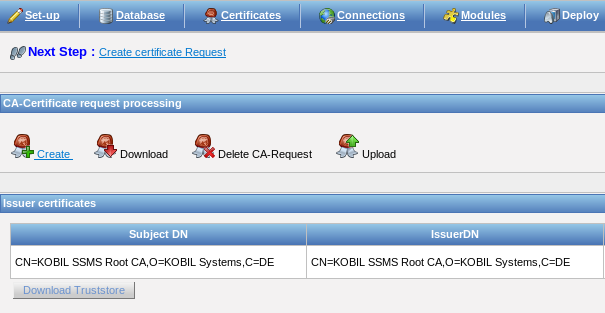 Set-up Database Certificates Connections Modules Deploy
Next Step : Create certificate Request
CA-Certificate request processing
Create Download Delete CA-Request Upload
Issuer certificates
Subject DN IssuerDN
CN=KOBIL SSMS Root CA,O=KOBIL Systems,C=DE CN=KOBIL SSMS Root CA,O=KOBIL Systems,C=DE
Download Truststore